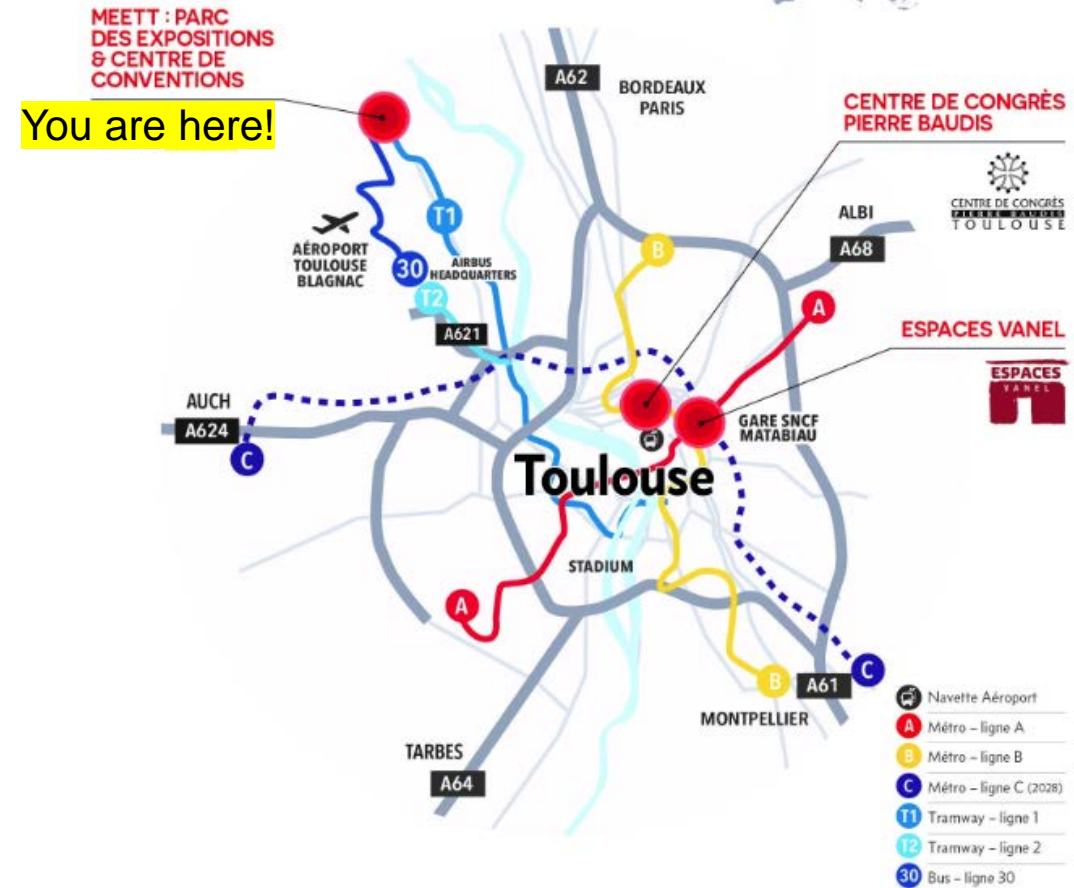 MEETT : PARC
DES EXPOSITIONS
& CENTRE DE
CONVENTIONS
You are here!
A62
BORDEAUX
PARIS
CENTRE DE CONGRÈS
PIERRE BAUDIS
CENTRE DE CONGRÈS
PIERRE BAUDIS
TOULOUSE
ALBI
A68
B
T1
AÉROPORT
TOULOUSE
BLAGNAC
30
AIRBUS
HEADQUARTERS
T2
A621
A
ESPACES VANEL
ESPACES
VANEL
AUCH
A624
C
GARE SNCF
MATABIAU
Toulouse
STADIUM
A
B
A61
C
MONTPELLIER
TARBES
A64
Navette Aéroport
A Métro – ligne A
B Métro – ligne B
C Métro – ligne C (2028)
T1 Tramway – ligne 1
T2 Tramway – ligne 2
30 Bus – ligne 30